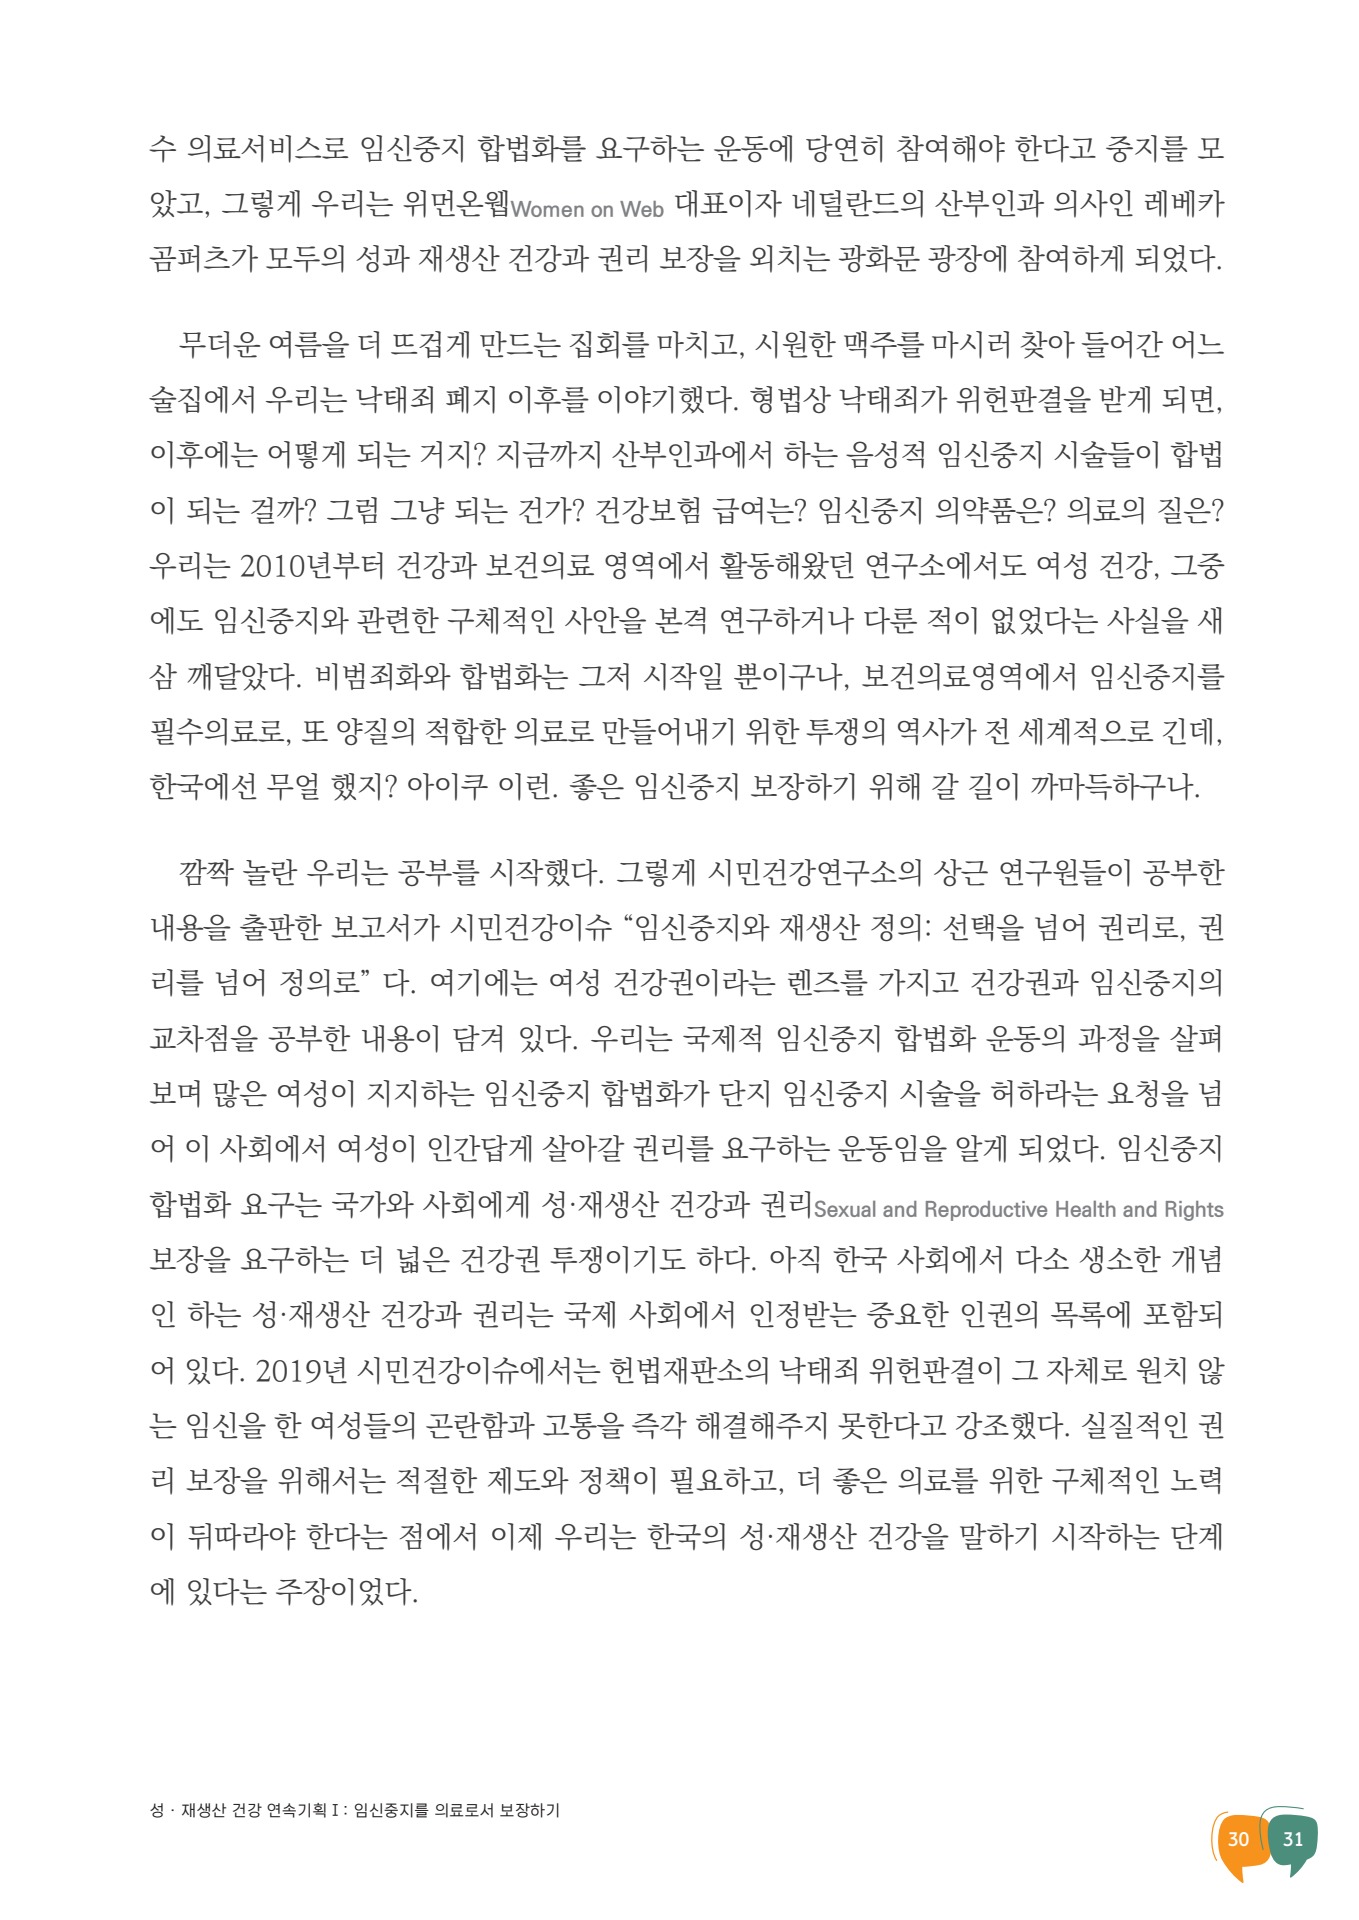 수 의료서비스로 임신중지 합법화를 요구하는 운동에 당연히 참여해야 한다고 중지를 모
았고, 그렇게 우리는 위먼온웹Women on Web 대표이자 네덜란드의 산부인과 의사인 레베카
곰퍼츠가 모두의 성과 재생산 건강과 권리 보장을 외치는 광화문 광장에 참여하게 되었다.
무더운 여름을 더 뜨겁게 만드는 집회를 마치고, 시원한 맥주를 마시러 찾아 들어간 어느
술집에서 우리는 낙태죄 폐지 이후를 이야기했다. 형법상 낙태죄가 위헌판결을 받게 되면,
이후에는 어떻게 되는 거지? 지금까지 산부인과에서 하는 음성적 임신중지 시술들이 합법
이 되는 걸까? 그럼 그냥 되는 건가? 건강보험 급여는? 임신중지 의약품은? 의료의 질은?
우리는 2010년부터 건강과 보건의료 영역에서 활동해왔던 연구소에서도 여성 건강, 그중
에도 임신중지와 관련한 구체적인 사안을 본격 연구하거나 다룬 적이 없었다는 사실을 새
삼 깨달았다. 비범죄화와 합법화는 그저 시작일 뿐이구나, 보건의료영역에서 임신중지를
필수의료로, 또 양질의 적합한 의료로 만들어내기 위한 투쟁의 역사가 전 세계적으로 긴데,
한국에선 무얼 했지? 아이쿠 이런. 좋은 임신중지 보장하기 위해 갈 길이 까마득하구나.
깜짝 놀란 우리는 공부를 시작했다. 그렇게 시민건강연구소의 상근 연구원들이 공부한
내용을 출판한 보고서가 시민건강이슈 “임신중지와 재생산 정의: 선택을 넘어 권리로, 권
리를 넘어 정의로” 다. 여기에는 여성 건강권이라는 렌즈를 가지고 건강권과 임신중지의
교차점을 공부한 내용이 담겨 있다. 우리는 국제적 임신중지 합법화 운동의 과정을 살펴
보며 많은 여성이 지지하는 임신중지 합법화가 단지 임신중지 시술을 허하라는 요청을 넘
어 이 사회에서 여성이 인간답게 살아갈 권리를 요구하는 운동임을 알게 되었다. 임신중지
합법화 요구는 국가와 사회에게 성·재생산 건강과 권리Sexual and Reproductive Health and Rights
보장을 요구하는 더 넓은 건강권 투쟁이기도 하다. 아직 한국 사회에서 다소 생소한 개념
인 하는 성·재생산 건강과 권리는 국제 사회에서 인정받는 중요한 인권의 목록에 포함되
어 있다. 2019년 시민건강이슈에서는 헌법재판소의 낙태죄 위헌판결이 그 자체로 원치 않
는 임신을 한 여성들의 곤란함과 고통을 즉각 해결해주지 못한다고 강조했다. 실질적인 권
리 보장을 위해서는 적절한 제도와 정책이 필요하고, 더 좋은 의료를 위한 구체적인 노력
이 뒤따라야 한다는 점에서 이제 우리는 한국의 성·재생산 건강을 말하기 시작하는 단계
에 있다는 주장이었다.
성 · 재생산 건강 연속기획 I : 임신중지를 의료로서 보장하기
30 31